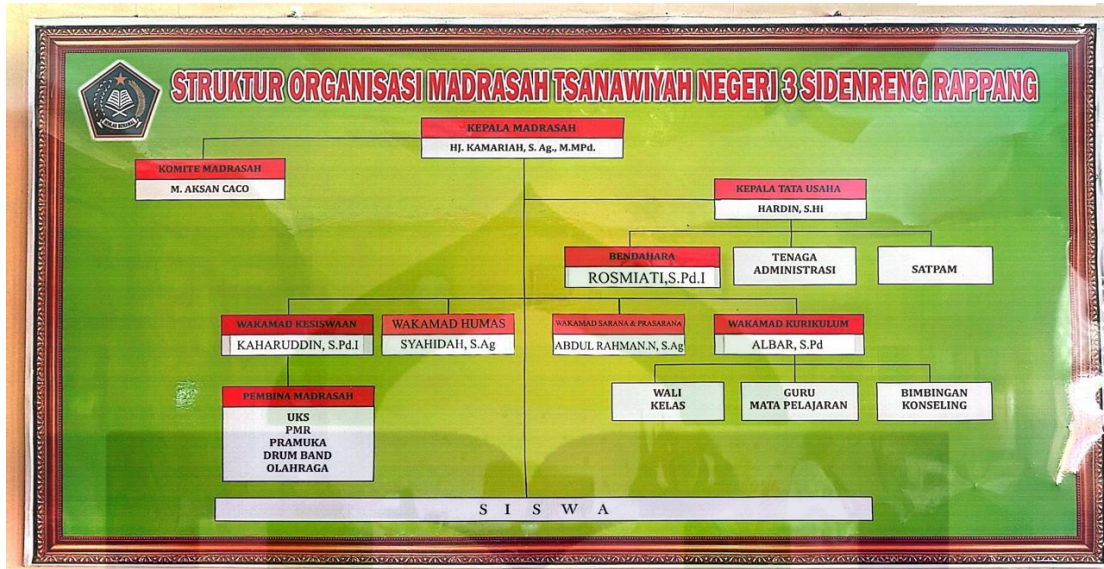 STRUKTUR ORGANISASI MADRASAH TSANAWIYAH NEGERI 3 SIDENRENG RAPPANG
KEPALA MADRASAH
HJ. KAMARIAH, S. Ag., M.MPd.
KOMITE MADRASAH
M. AKSAN CACO
KEPALA TATA USAHA
HARDIN, S.Hi
BENDAHARA
ROSMIATI,S.Pd.I
TENAGA
ADMINISTRASI
SATPAM
WAKAMAD KESISWAAN
KAHARUDDIN, S.Pd.I
WAKAMAD HUMAS
SYAHIDAH, S.Ag
WAKAMAD SARANA & PRASARANA
ABDUL RAHMAN.N, S.Ag
WAKAMAD KURIKULUM
ALBAR, S.Pd
PEMBINA MADRASAH
UKS
PMR
PRAMUKA
DRUM BAND
OLAHRAGA
WALI
KELAS
GURU
MATA PELAJARAN
BIMBINGAN
KONSELING
S I S W A